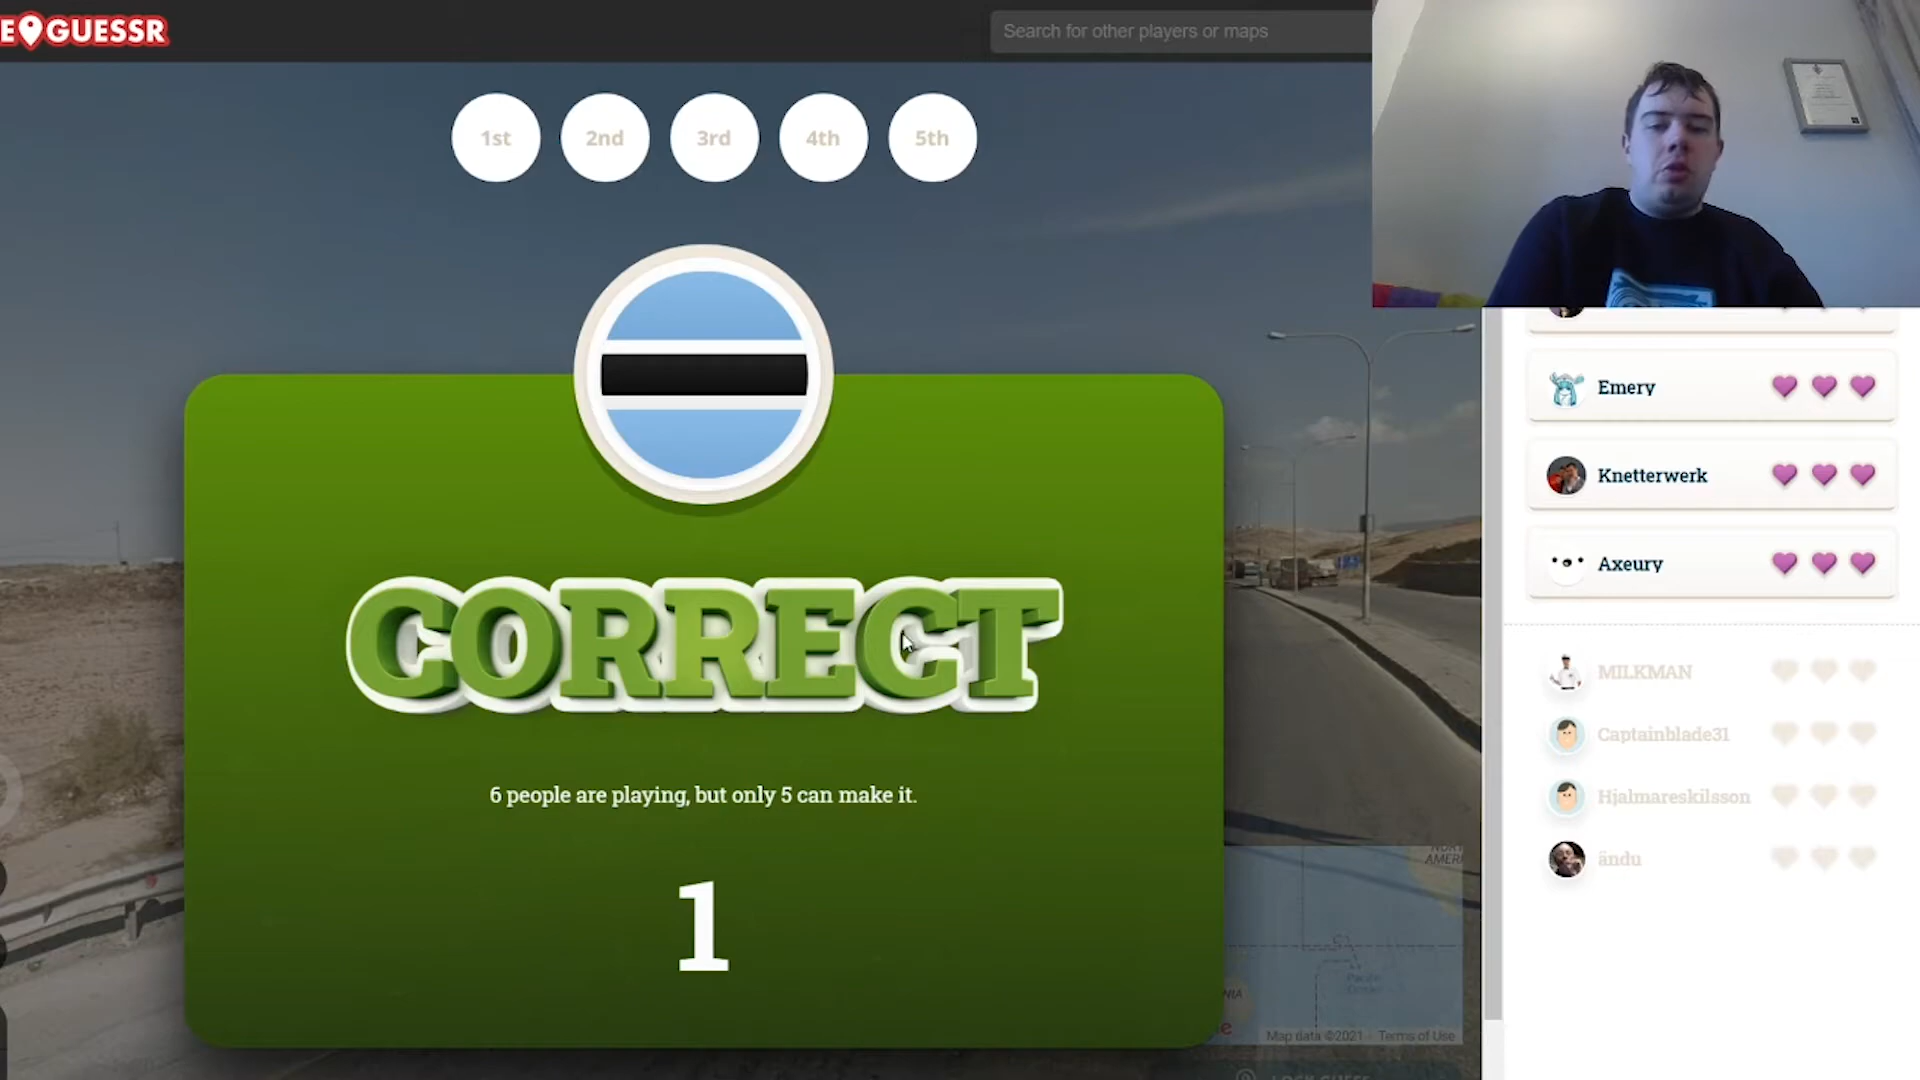 EOGUESSR
Search for other players or maps
1st
2nd
3rd
4th
5th
Emery
Knetterwerk
Axeury
CORRECT
MILKMAN
Captainblade31
6 people are playing, but only 5 can make it.
Hjalmareskilsson
ändu
1
Map data ©2021
Terms of Use